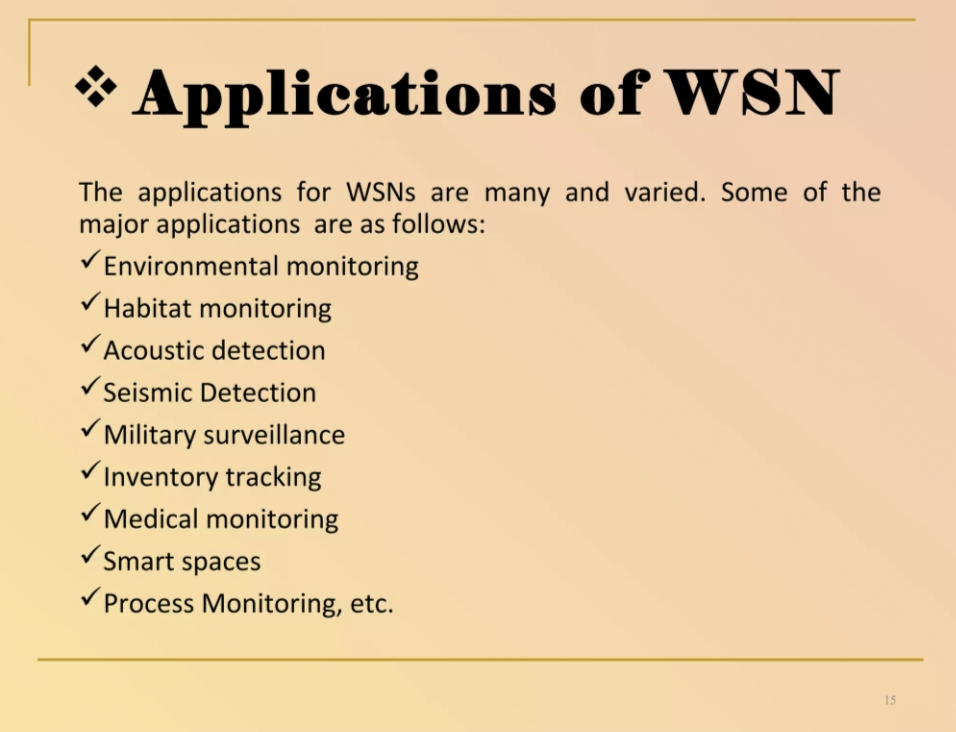 ❖ Applications of WSN
The applications for WSNs are many and varied. Some of the
major applications are as follows:
✓Environmental monitoring
✓Habitat monitoring
✓Acoustic detection
✓Seismic Detection
✓Military surveillance
✓Inventory tracking
✓Medical monitoring
✓Smart spaces
✓Process Monitoring, etc.
15